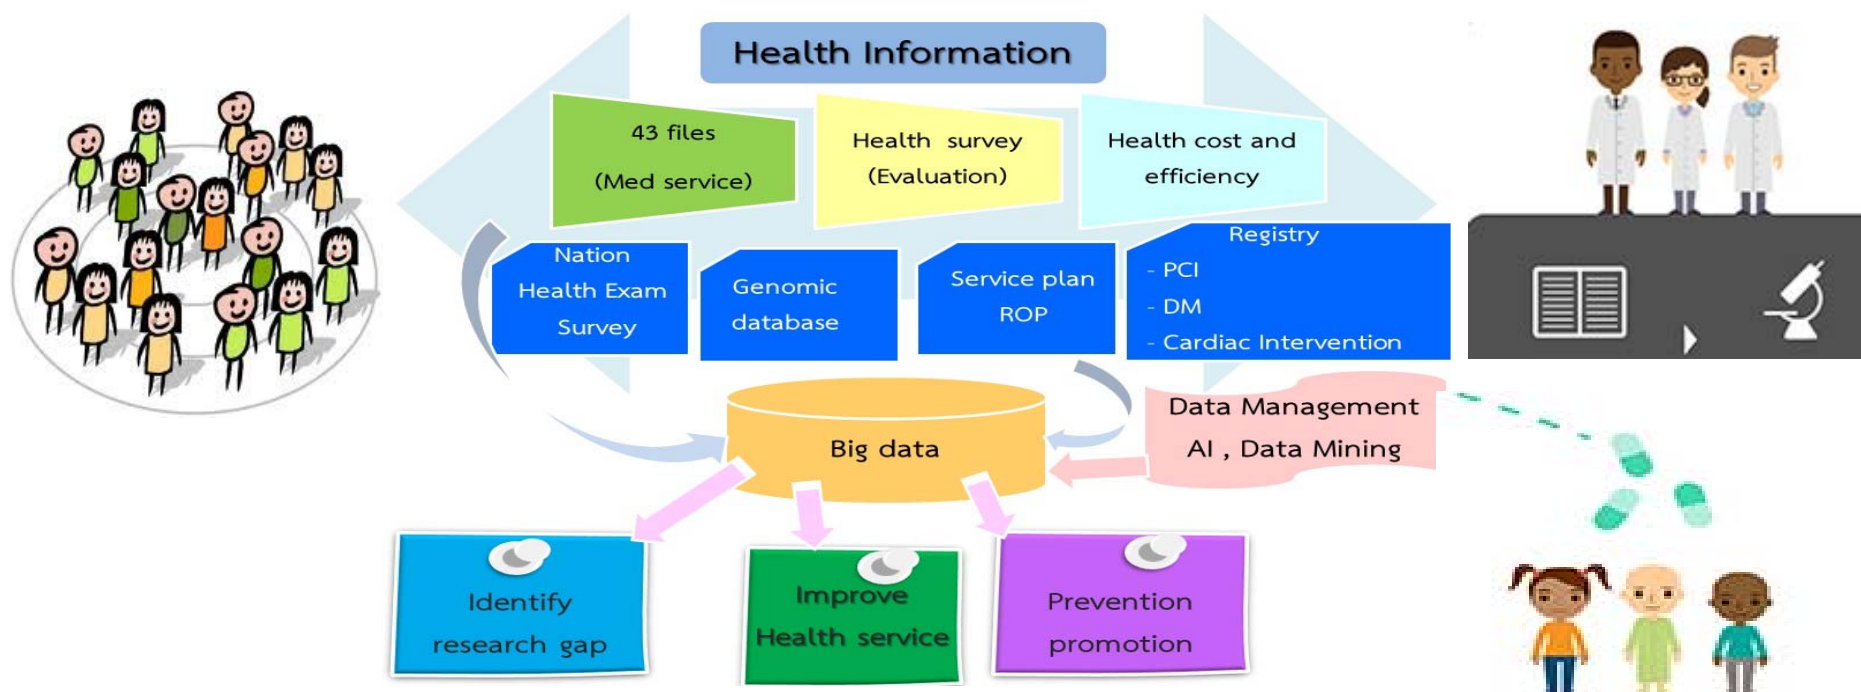 Health Information
43 files
(Med service)
Health survey
(Evaluation)
Health cost and
efficiency
Nation
Health Exam
Survey
Genomic
database
Service plan
ROP
Registry
- PCI
- DM
- Cardiac Intervention
Big data
Data Management
AI , Data Mining
Identify
research gap
Improve
Health service
Prevention
promotion